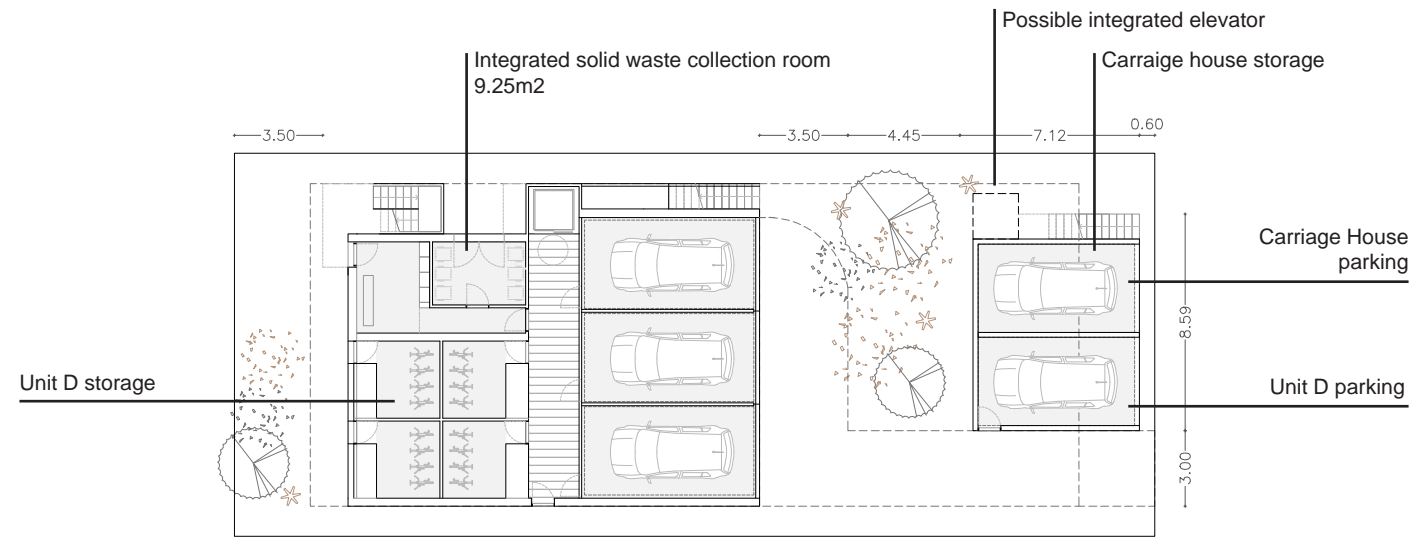 Possible integrated elevator
Integrated solid waste collection room
9.25m2
Carraige house storage
3.50
3.50
4.45
7.12
0.60
Carriage House
parking
8.59
Unit D storage
Unit D parking
3.00